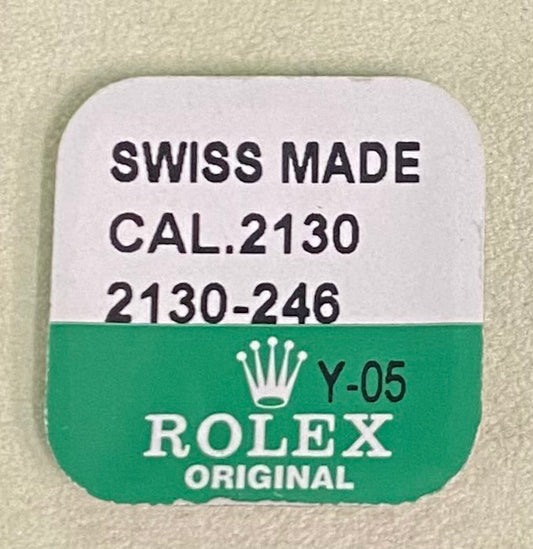 SWISS MADE
CAL.2130
2130-246
Y-05
ROLEX
ORIGINAL